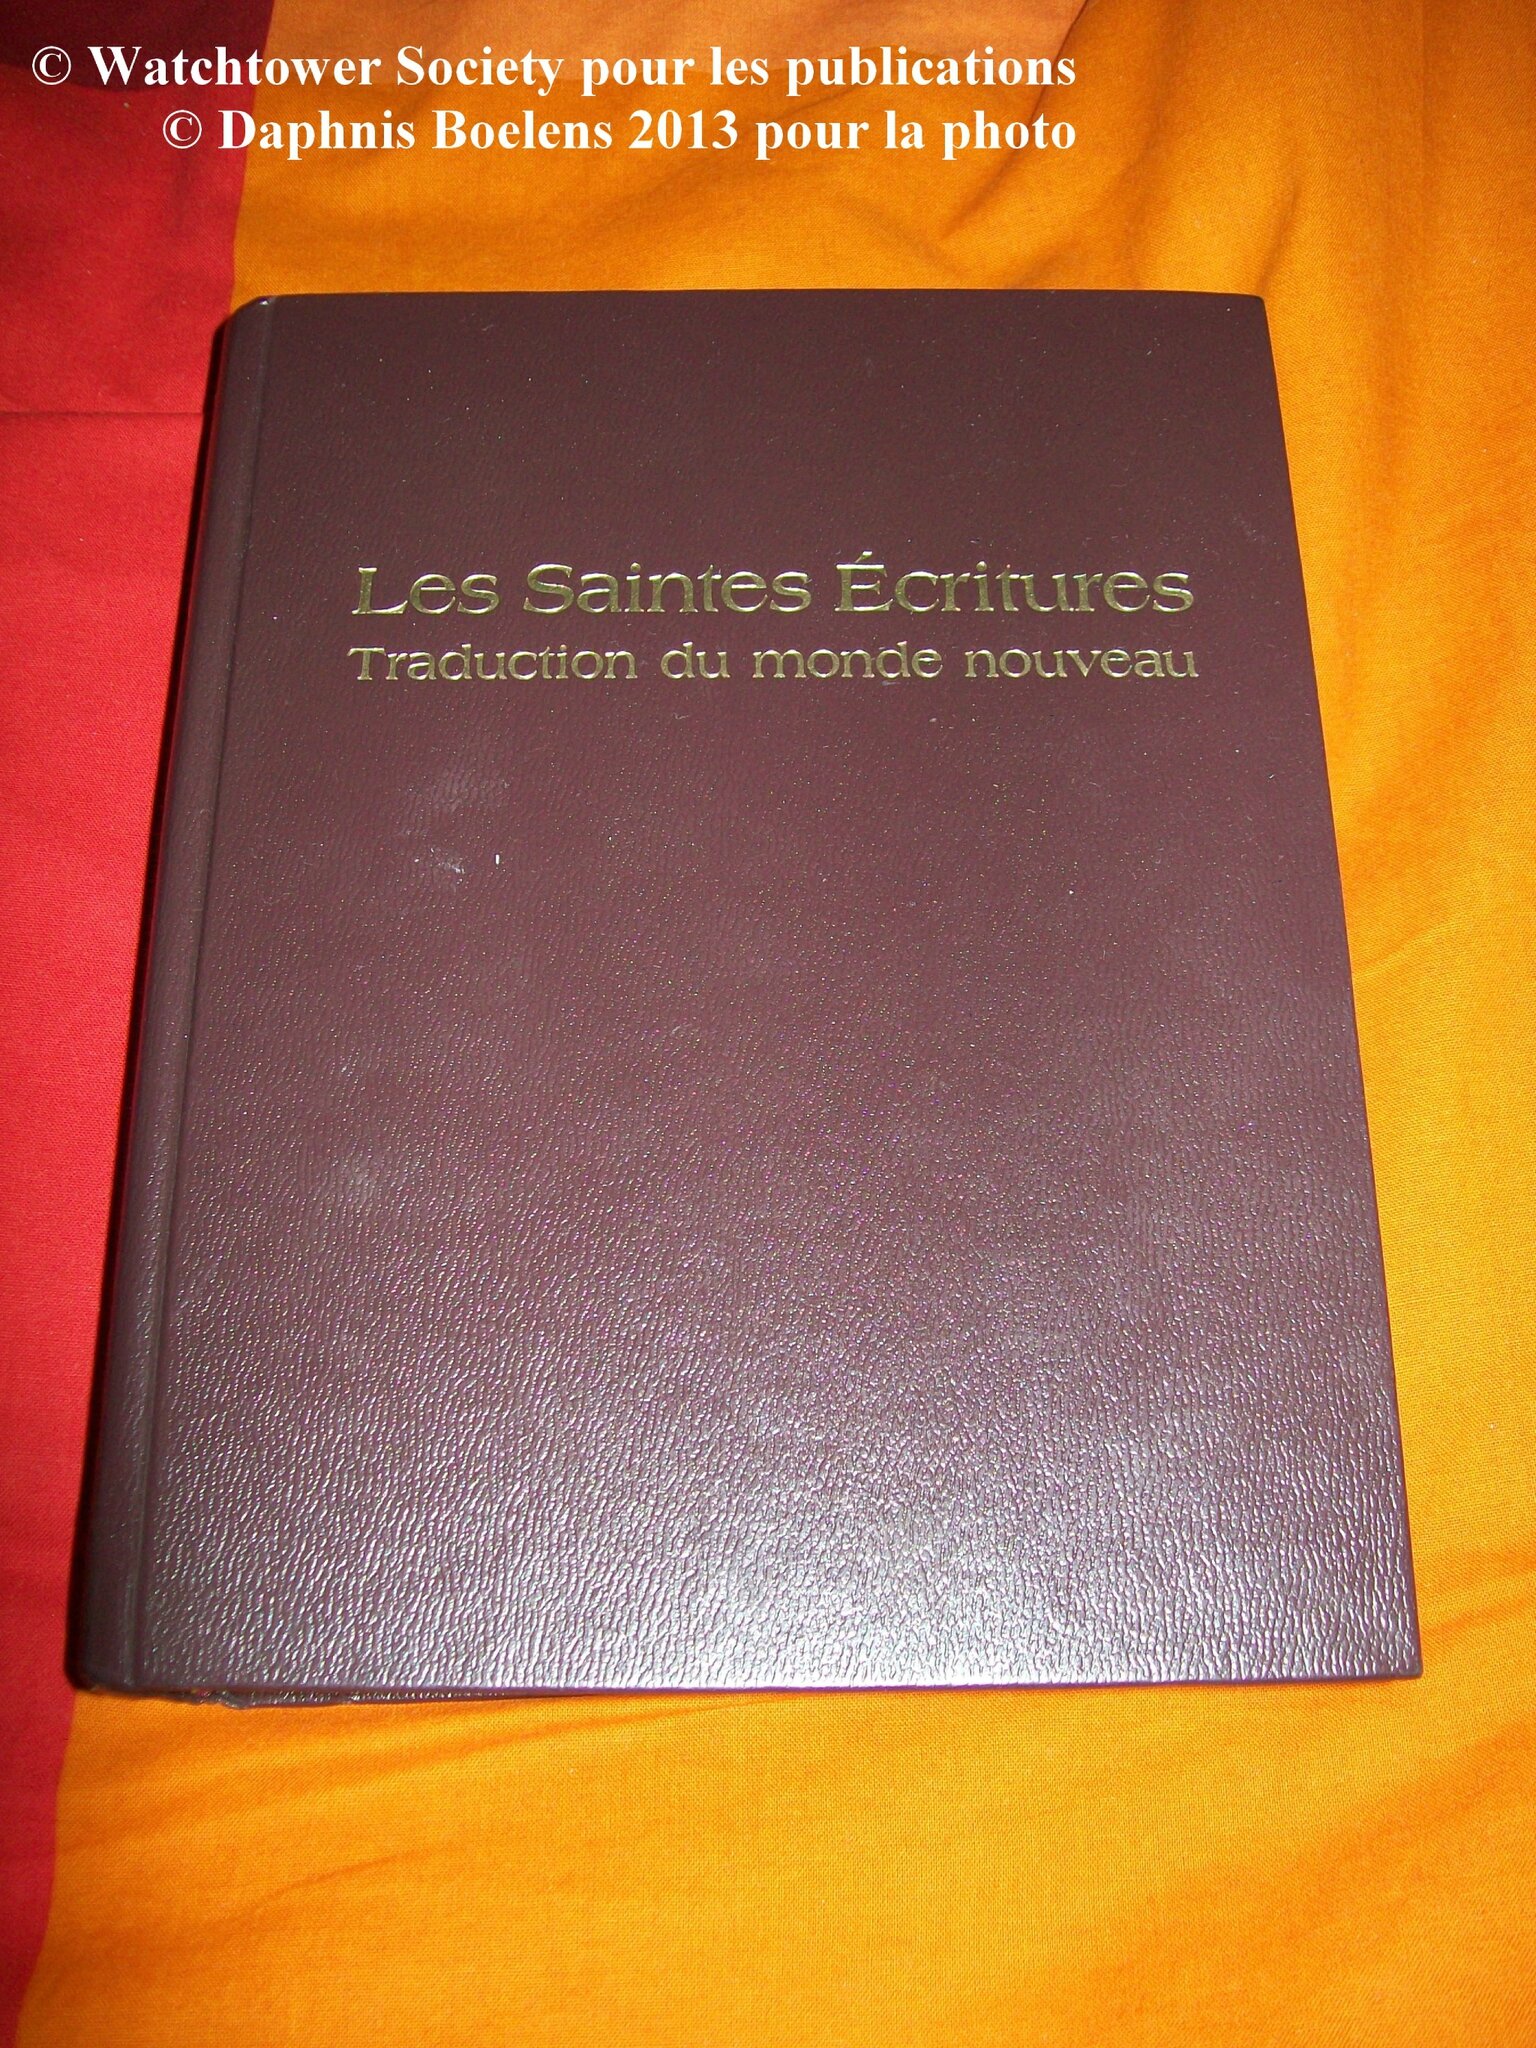 © Watchtower Society pour les publications
© Daphnis Boelens 2013 pour la photo
Les Saintes Écritures
Traduction du monde nouveau